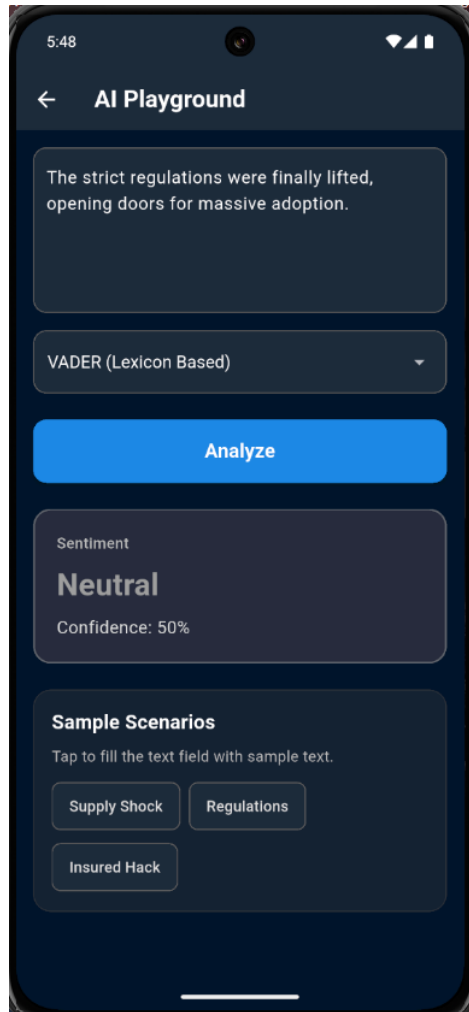 5:48
AI Playground
The strict regulations were finally lifted,
opening doors for massive adoption.
VADER (Lexicon Based)
Analyze
Sentiment
Neutral
Confidence: 50%
Sample Scenarios
Tap to fill the text field with sample text.
Supply Shock Regulations
Insured Hack